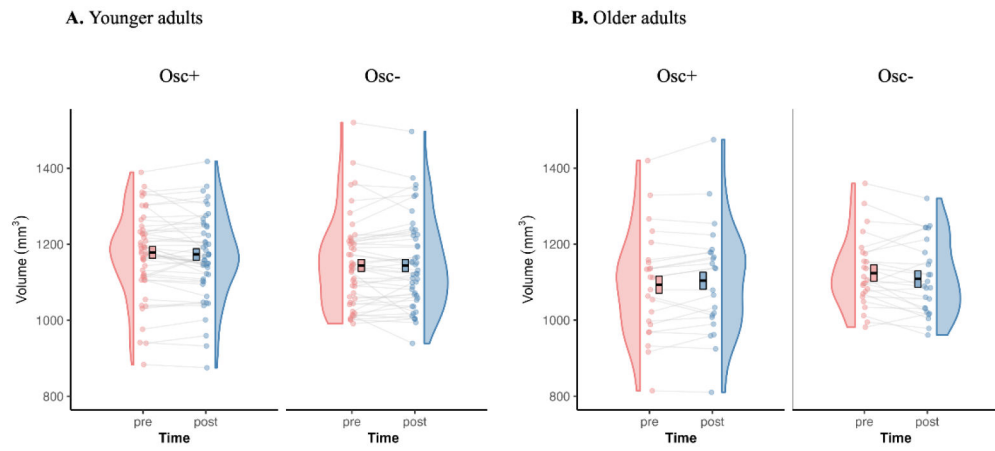 A. Younger adults
B. Older adults
Osc+
Osc-
Osc+
Osc-
Volume (mm³)
1400
1200
1000
800
pre
post
pre
post
Time
Time
Volume (mm³)
1400
1200
1000
800
pre
post
pre
post
Time
Time